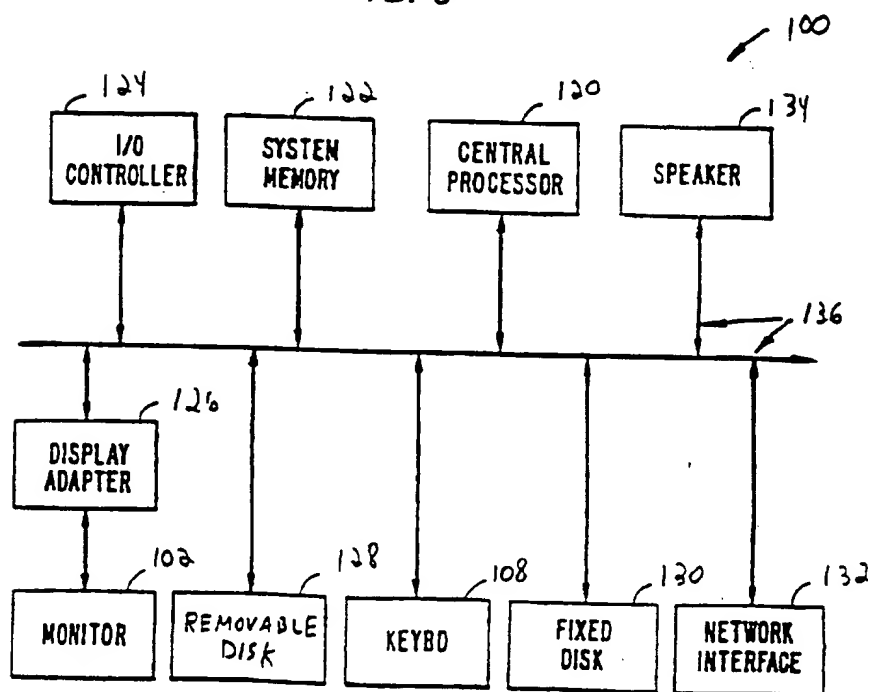 100
124
122
120
134
I/O
CONTROLLER
SYSTEM
MEMORY
CENTRAL
PROCESSOR
SPEAKER
136
126
DISPLAY
ADAPTER
102
128
108
130
132
MONITOR
REMOVABLE
DISK
KEYBD
FIXED
DISK
NETWORK
INTERFACE